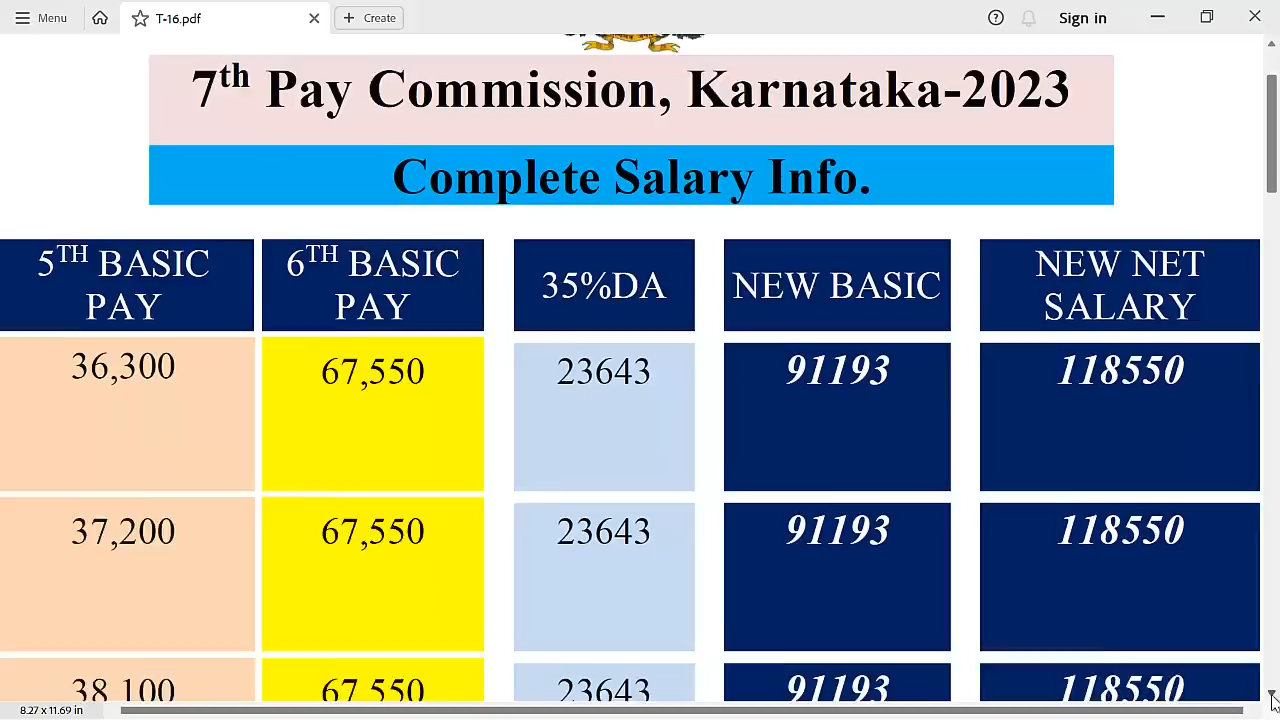 Menu
T-16.pdf
Create
Sign in
7th Pay Commission, Karnataka-2023
Complete Salary Info.
5TH BASIC PAY
6TH BASIC PAY
35%DA
NEW BASIC
NEW NET SALARY
36,300 67,550 23643 91193 118550
37,200 67,550 23643 91193 118550
38,100 67,550 23643 91193 118550
8.27 x 11.69 in